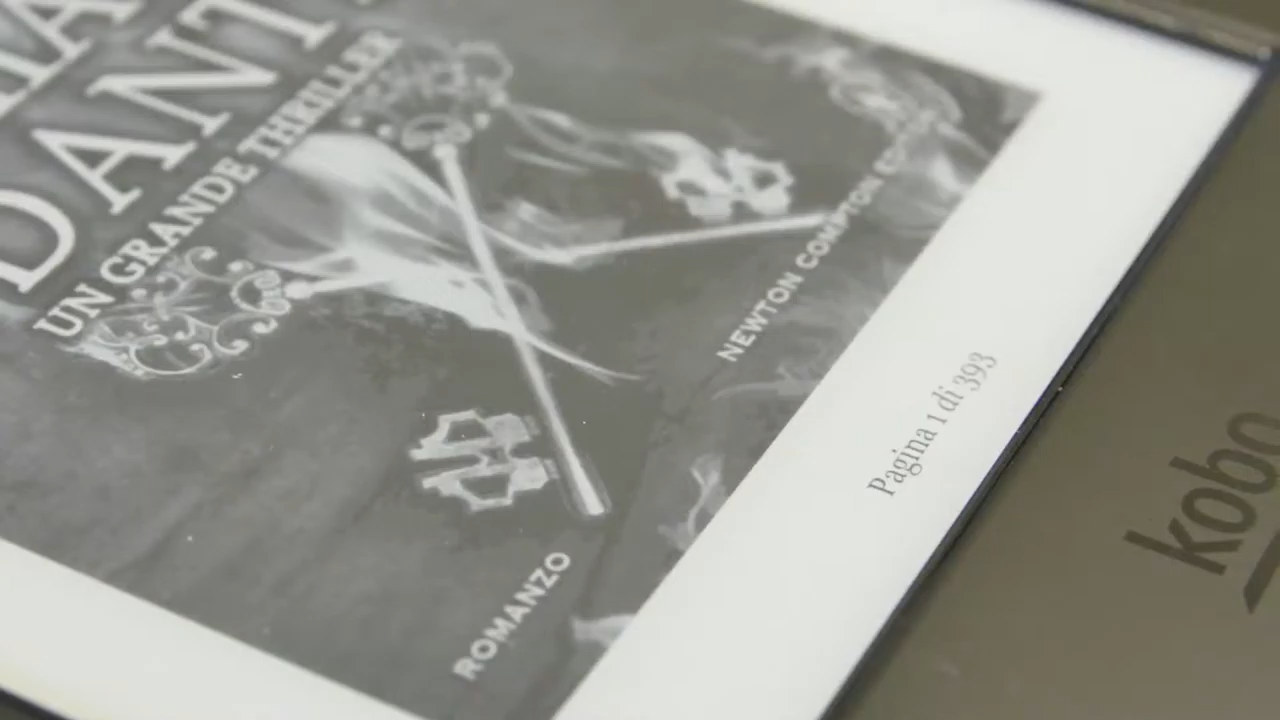 DANT
UN GRANDE THRILLER
NEWTON COMPTON
ROMANZO
Pagina 1 di 393
kobo